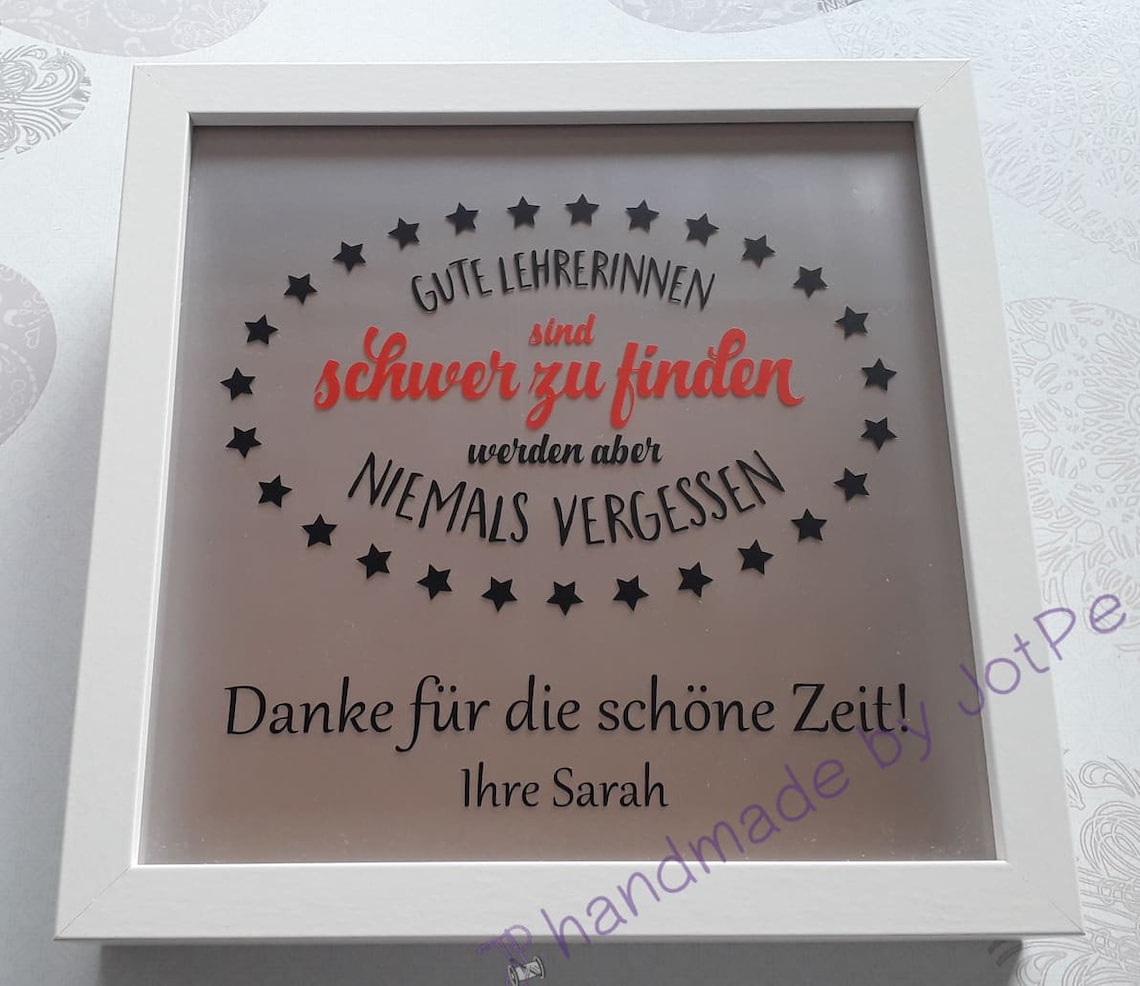 GUTE LEHRERINNEN
sind
schwer zu finden
werden aber
NIEMALS VERGESSEN
Danke für die schöne Zeit!
Ihre Sarah
JP handmade by JotPe